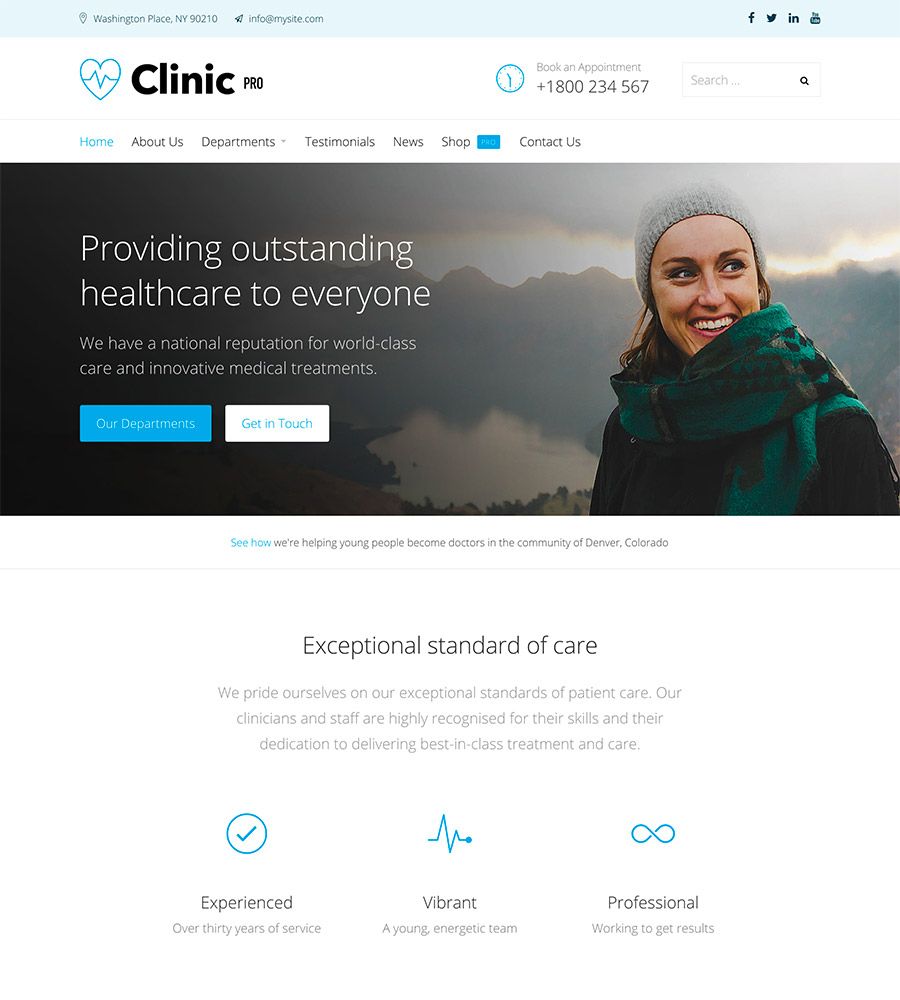 Washington Place, NY 90210 info@mysite.com
Clinic PRO
Book an Appointment
+1800 234 567
Search ...
Home About Us Departments Testimonials News Shop PRO Contact Us
Providing outstanding
healthcare to everyone
We have a national reputation for world-class
care and innovative medical treatments.
Our Departments Get in Touch
See how we're helping young people become doctors in the community of Denver, Colorado
Exceptional standard of care
We pride ourselves on our exceptional standards of patient care. Our
clinicians and staff are highly recognised for their skills and their
dedication to delivering best-in-class treatment and care.
Experienced Vibrant Professional
Over thirty years of service A young, energetic team Working to get results